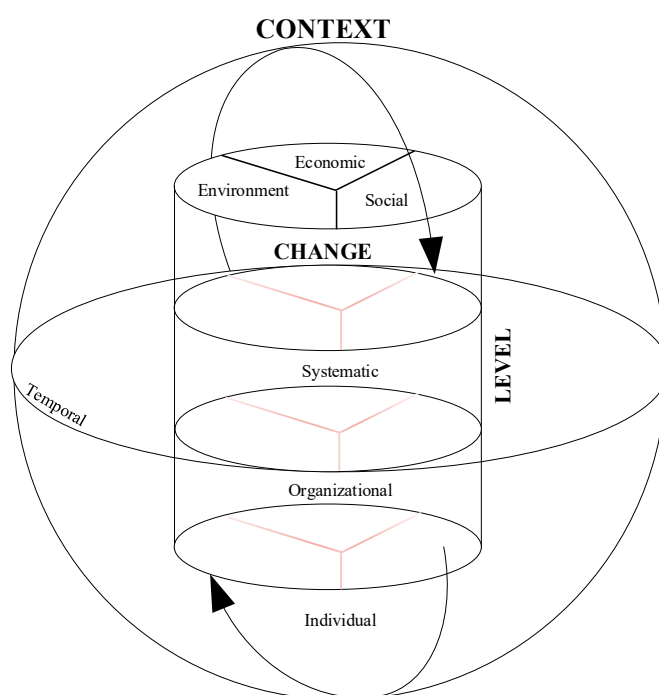 CONTEXT
Economic
Environment
Social
CHANGE
LEVEL
Systematic
Temporal
Organizational
Individual